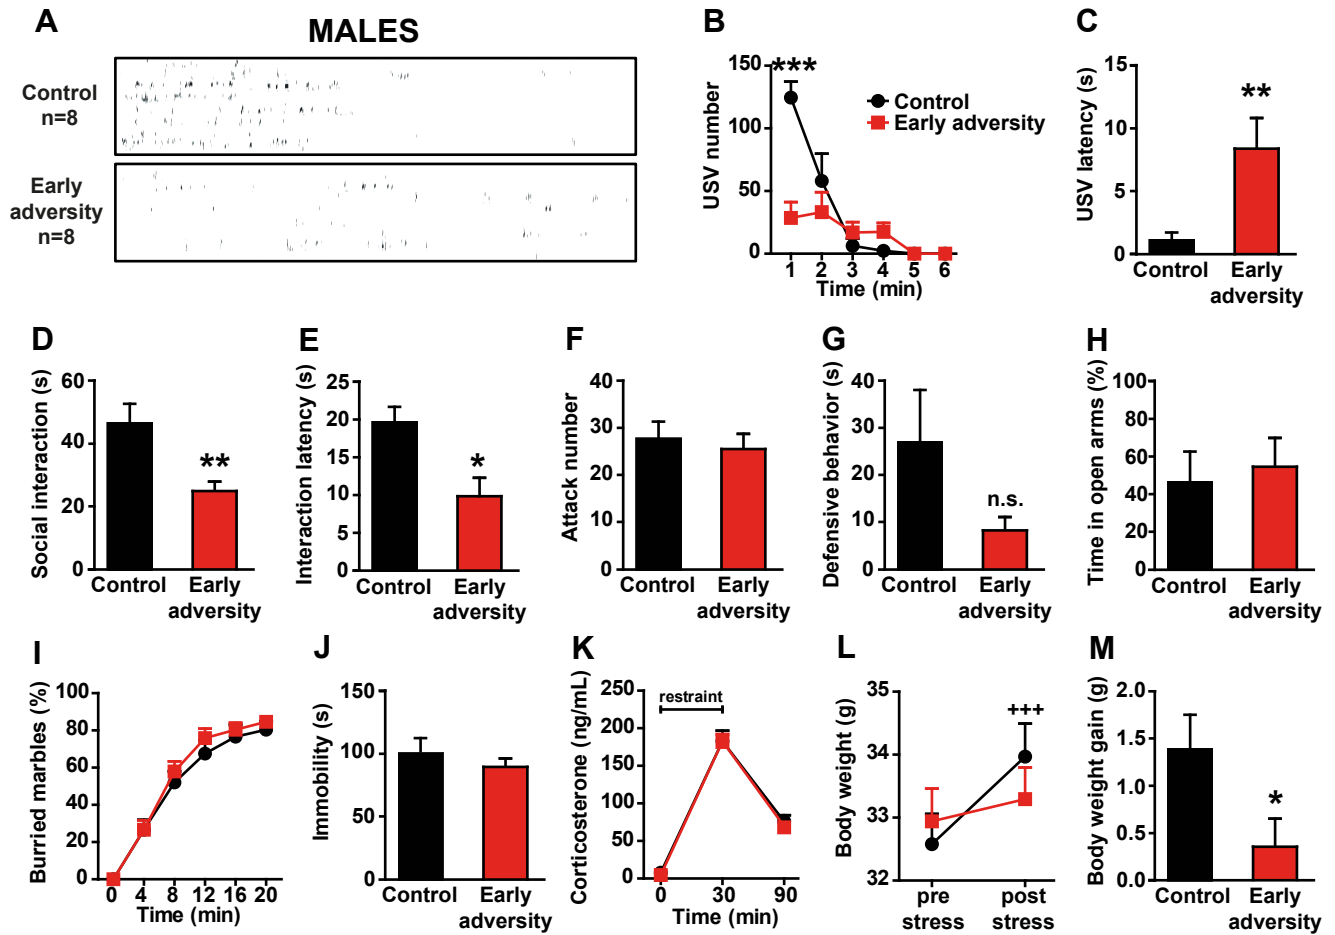 A
MALES
Control
n=8
Early
adversity
n=8
B
***
USV number
150
100
50
0
1 2 3 4 5 6
Time (min)
Control
Early adversity
C
USV latency (s)
15
10
5
0
**
Control
Early
adversity
D
Social interaction (s)
60
40
20
0
**
Control
Early
adversity
E
Interaction latency (s)
25
20
15
10
5
0
*
Control
Early
adversity
F
Attack number
40
30
20
10
0
Control
Early
adversity
G
Defensive behavior (s)
40
30
20
10
0
n.s.
Control
Early
adversity
H
Time in open arms (%)
100
80
60
40
20
0
Control
Early
adversity
I
Burried marbles (%)
100
80
60
40
20
0
0 4 8 12 16 20
Time (min)
J
Immobility (s)
150
100
50
0
Control
Early
adversity
K
Corticosterone (ng/mL)
250
200
150
100
50
0
restraint
0 30 90
Time (min)
L
Body weight (g)
35
34
33
32
+++
pre
stress
post
stress
M
Body weight gain (g)
2.0
1.5
1.0
0.5
0.0
*
Control
Early
adversity